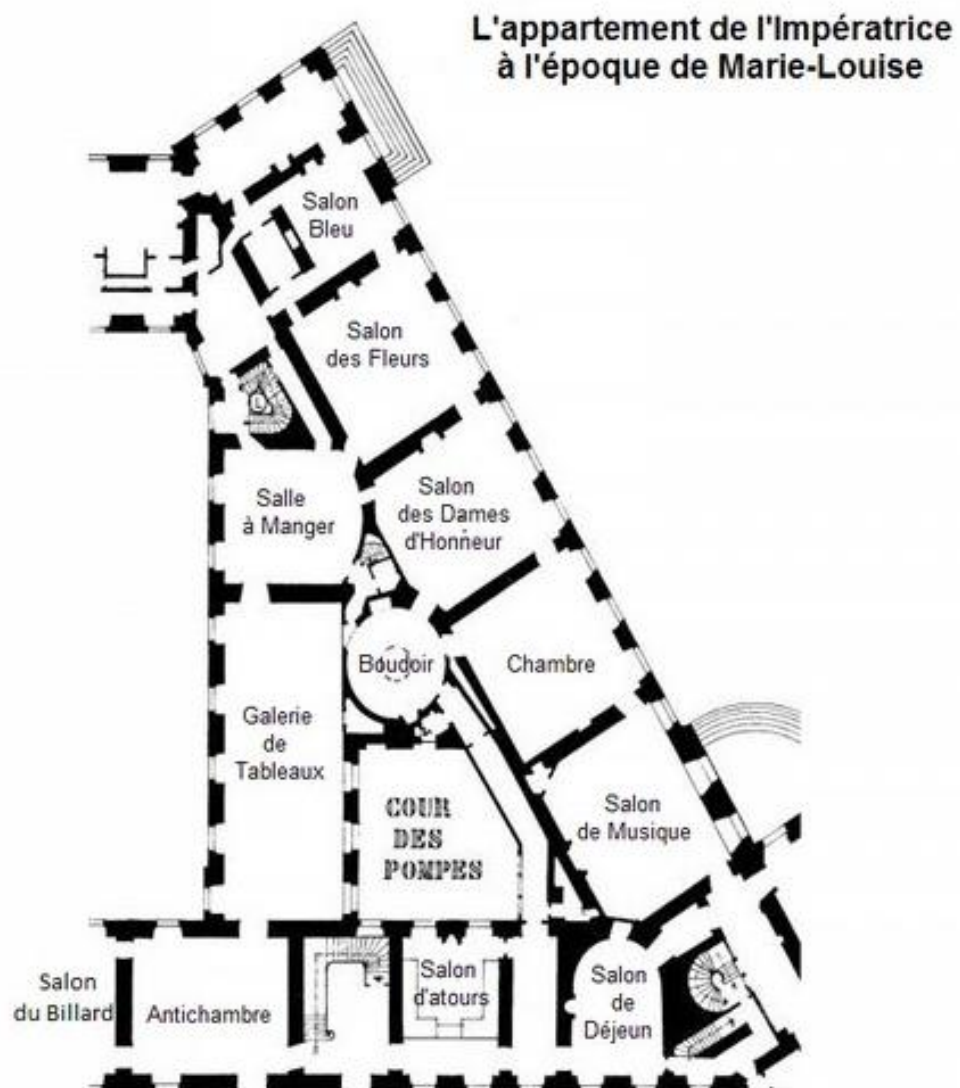 L'appartement de l'Impératrice
à l'époque de Marie-Louise
Salon
Bleu
Salon
des Fleurs
L
Salle
à Manger
Salon
des Dames
d'Honneur
Boudoir
Chambre
Galerie
de
Tableaux
COUR
DES
POMPES
Salon
de Musique
Salon
du Billard
Antichambre
Salon
d'atours
Salon
de
Déjeun